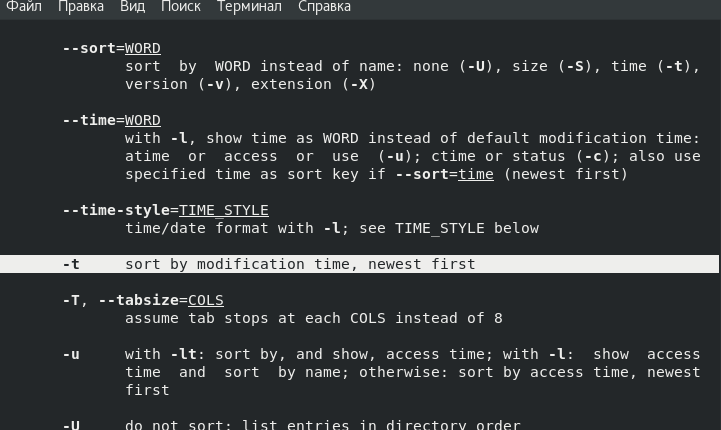 Файл Правка Вид Поиск Терминал Справка
--sort=WORD
sort by WORD instead of name: none (-U), size (-S), time (-t),
version (-v), extension (-X)
--time=WORD
with -l, show time as WORD instead of default modification time:
atime or access or use (-u); ctime or status (-c); also use
specified time as sort key if --sort=time (newest first)
--time-style=TIME_STYLE
time/date format with -l; see TIME_STYLE below
-t sort by modification time, newest first
-T, --tabsize=COLS
assume tab stops at each COLS instead of 8
-u with -lt: sort by, and show, access time; with -l: show access
time and sort by name; otherwise: sort by access time, newest
first
-U do not sort; list entries in directory order